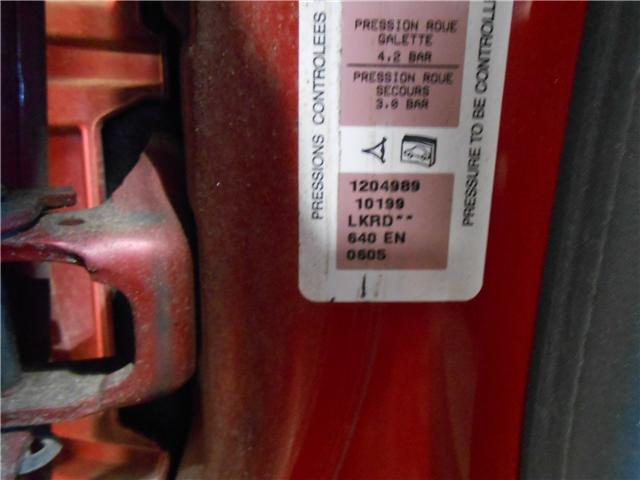 PRESSION ROUE
GALETTE
4.2 BAR
PRESSION ROUE
SECOURS
3.0 BAR
PRESSIONS CONTROLEES
PRESSURE TO BE
1204989
10199
LKRD**
640 EN
0605